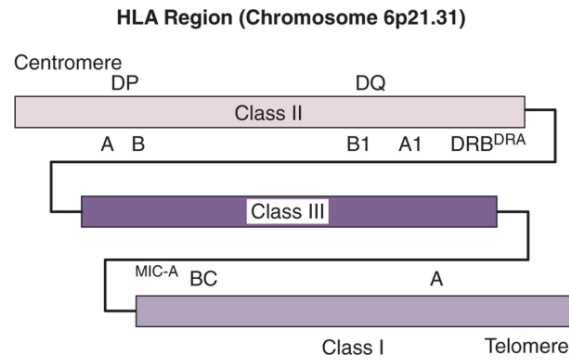 HLA Region (Chromosome 6p21.31)
Centromere
DP DQ
Class II
A B B1 A1 DRB DRA
Class III
MIC-A BC A
Class I Telomere